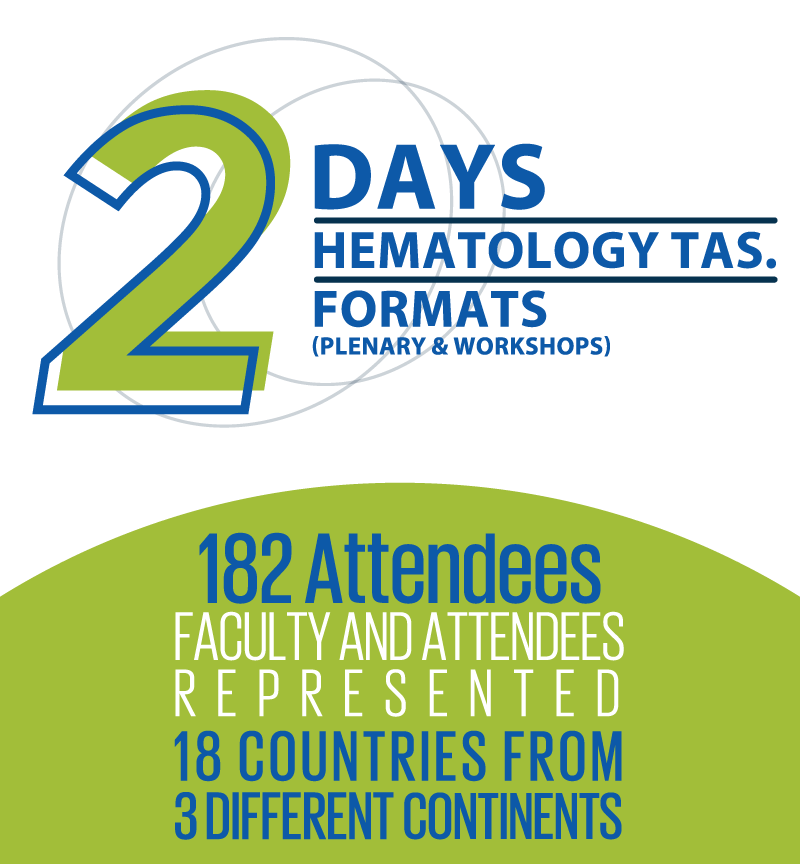 2
DAYS
HEMATOLOGY TAS.
FORMATS
(PLENARY & WORKSHOPS)
182 Attendees
FACULTY AND ATTENDEES
REPRESENTED
18 COUNTRIES FROM
3 DIFFERENT CONTINENTS